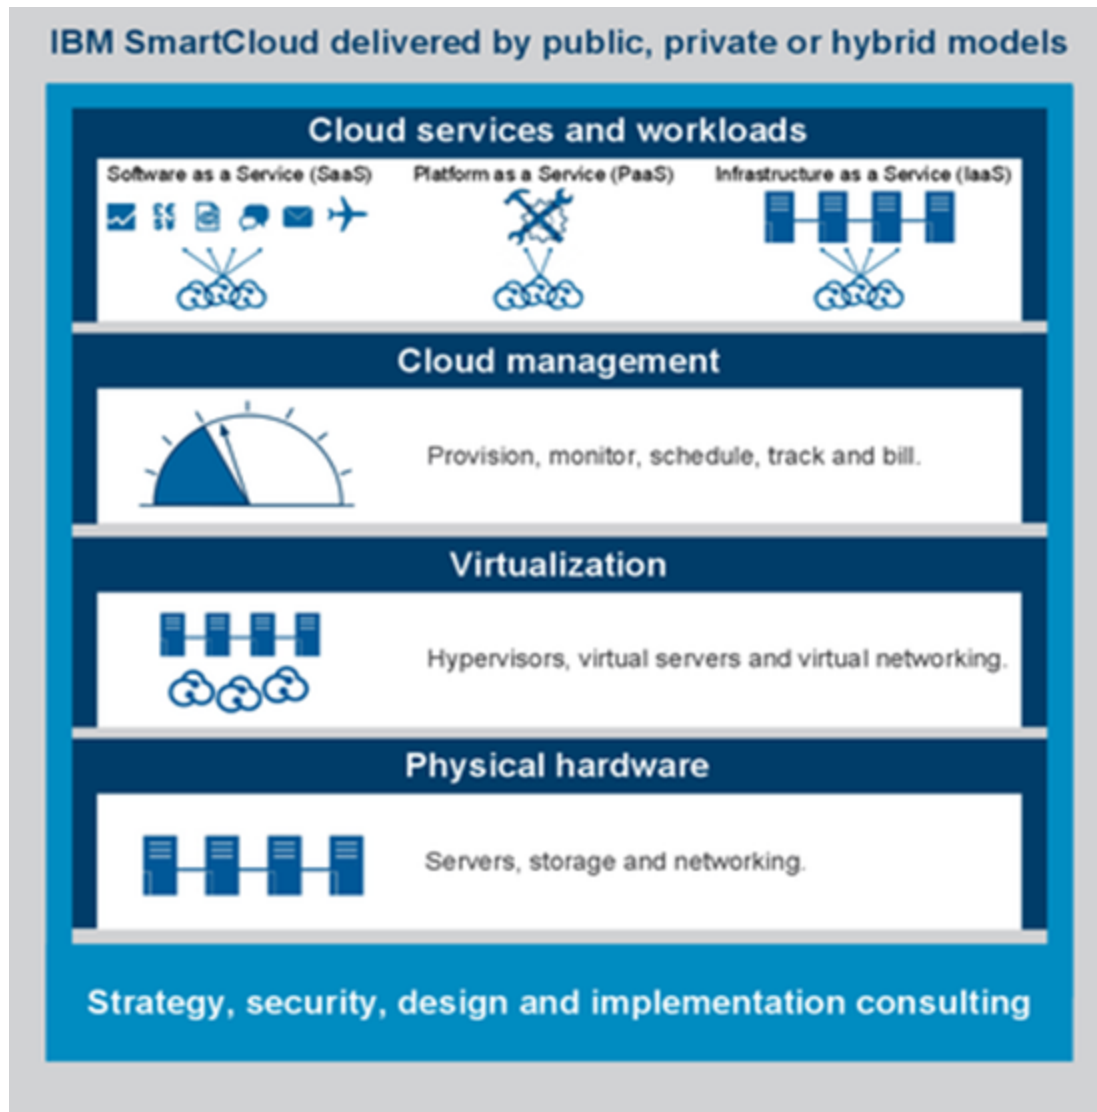 IBM SmartCloud delivered by public, private or hybrid models
Cloud services and workloads
Software as a Service (SaaS)
Platform as a Service (PaaS)
Infrastructure as a Service (IaaS)
Cloud management
Provision, monitor, schedule, track and bill.
Virtualization
Hypervisors, virtual servers and virtual networking.
Physical hardware
Servers, storage and networking.
Strategy, security, design and implementation consulting